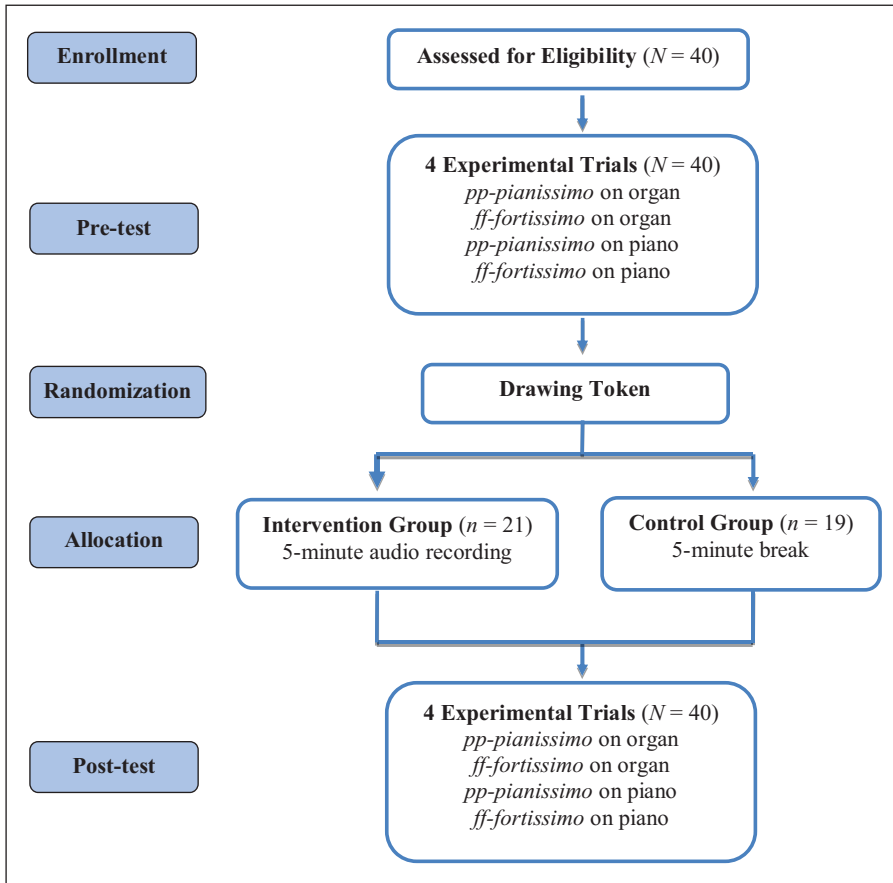 Enrollment
Assessed for Eligibility (N = 40)
Pre-test
4 Experimental Trials (N = 40)
pp-pianissimo on organ
ff-fortissimo on organ
pp-pianissimo on piano
ff-fortissimo on piano
Randomization
Drawing Token
Allocation
Intervention Group (n = 21)
5-minute audio recording
Control Group (n = 19)
5-minute break
Post-test
4 Experimental Trials (N = 40)
pp-pianissimo on organ
ff-fortissimo on organ
pp-pianissimo on piano
ff-fortissimo on piano